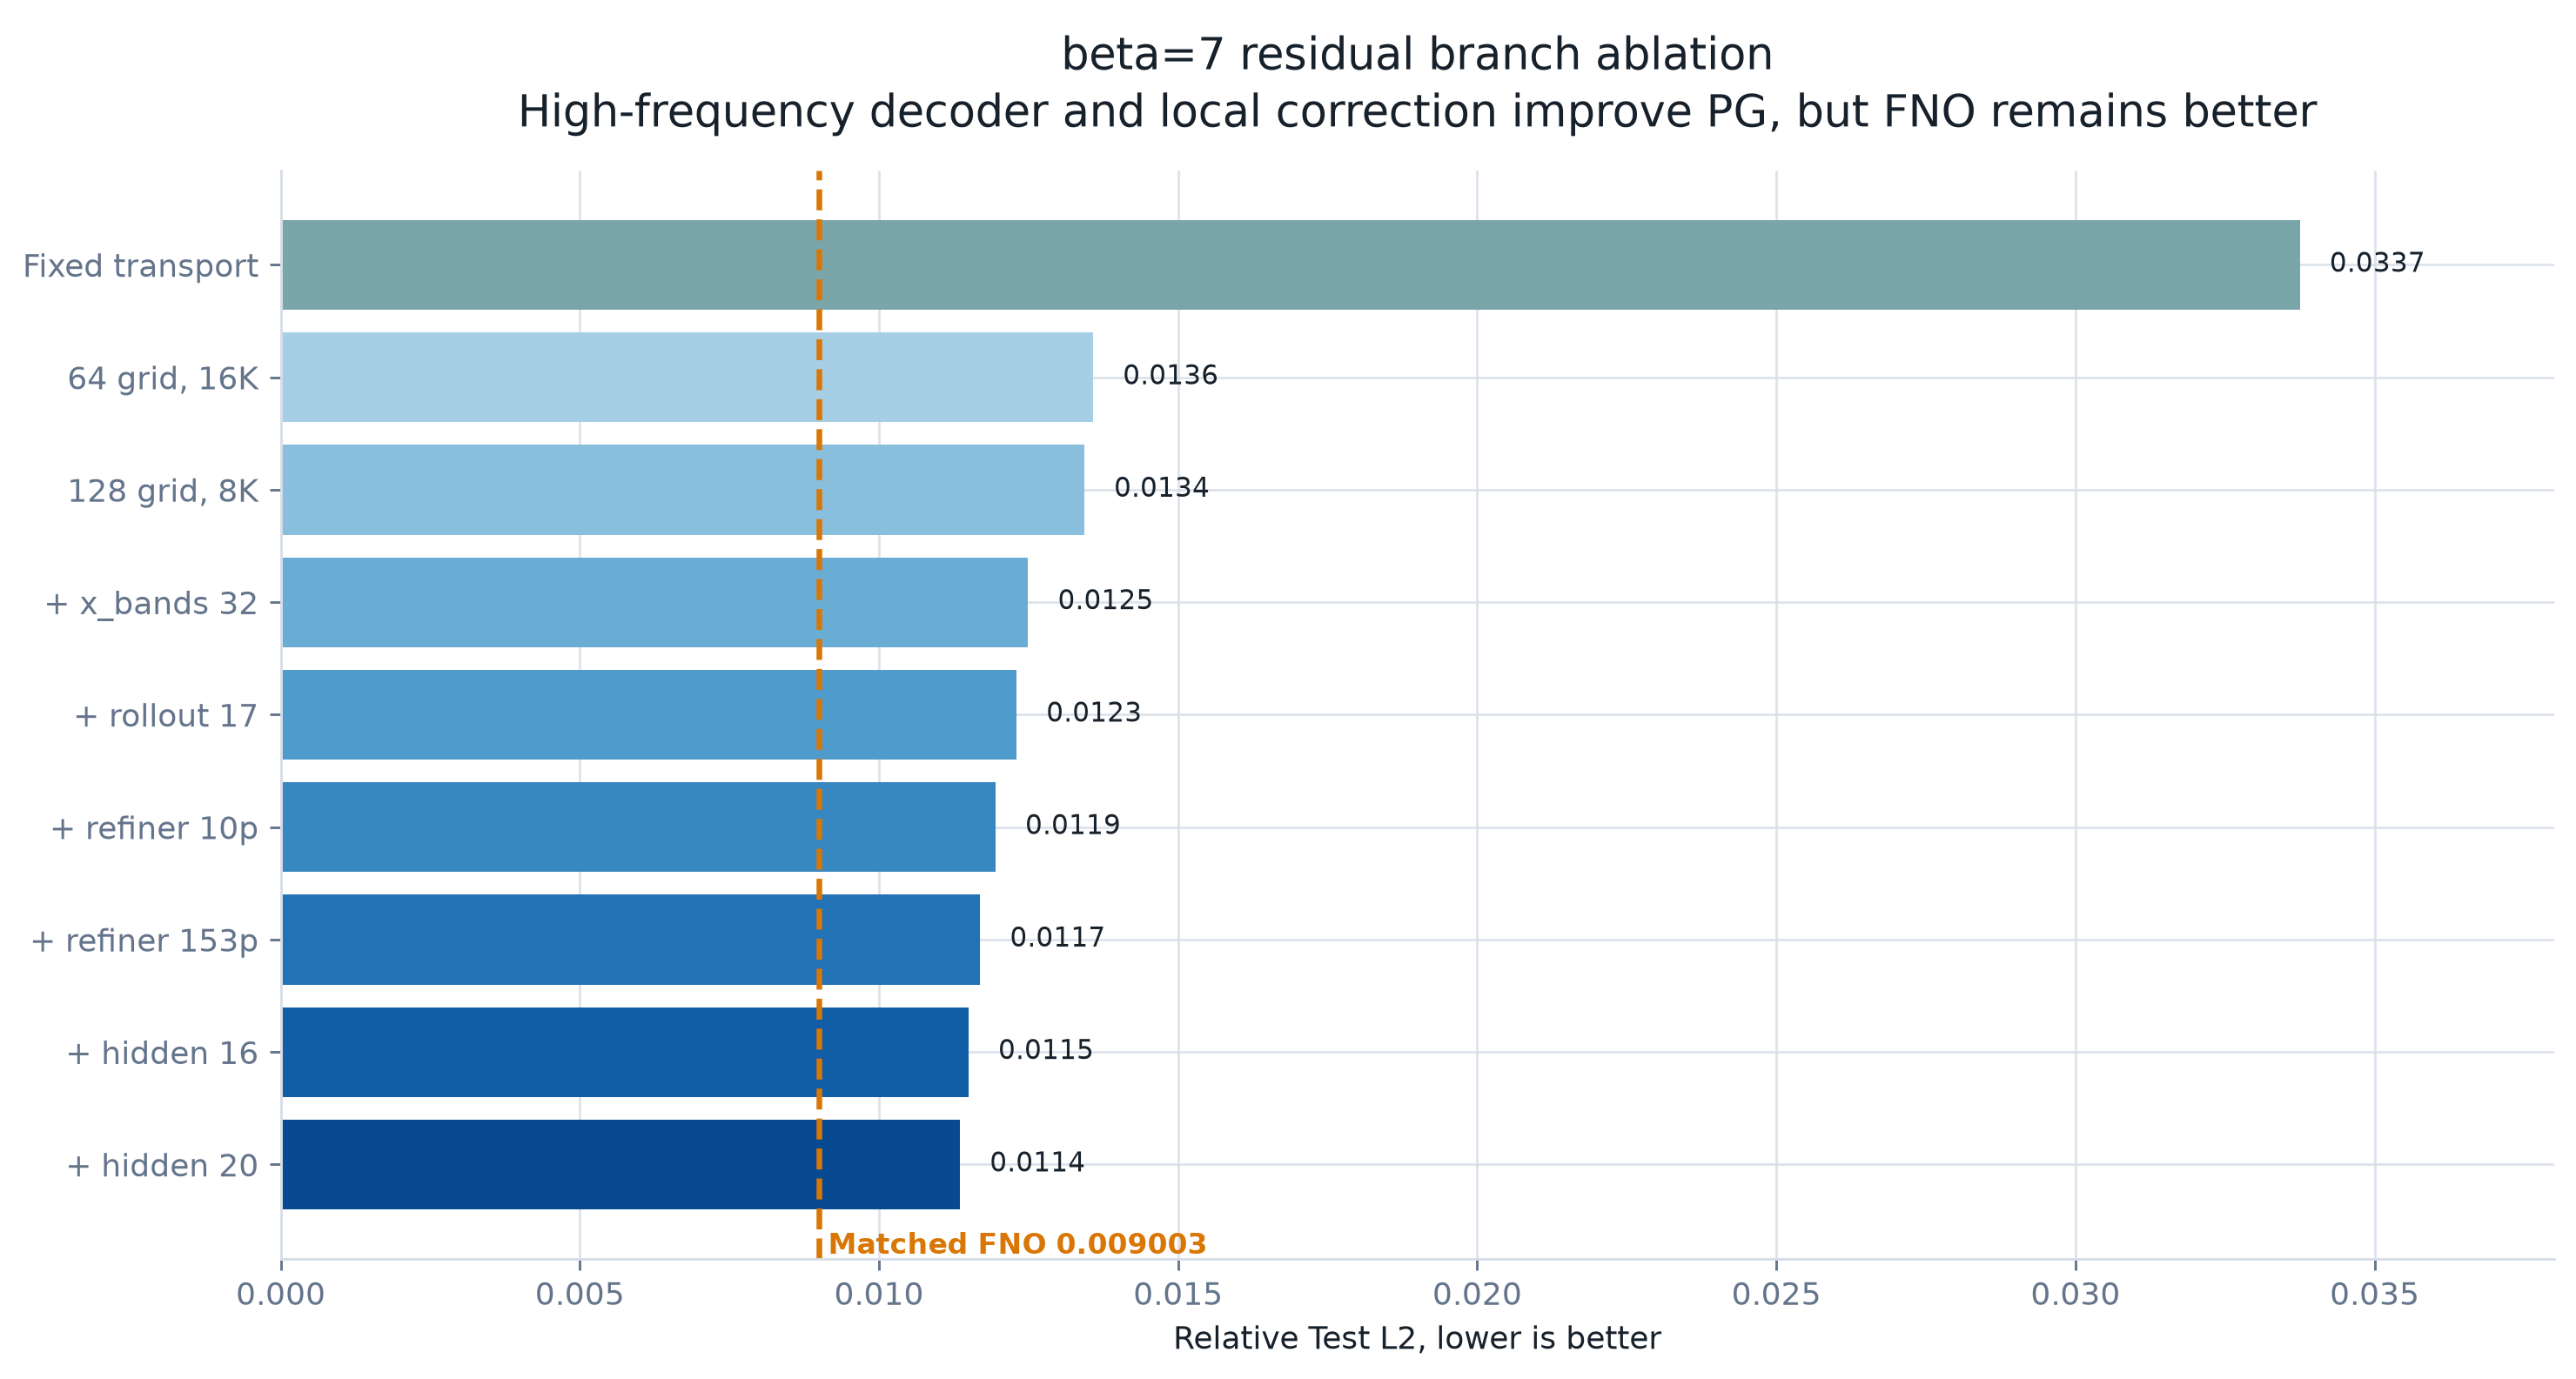 beta=7 residual branch ablation
High-frequency decoder and local correction improve PG, but FNO remains better
Fixed transport 0.0337
64 grid, 16K 0.0136
128 grid, 8K 0.0134
+ x_bands 32 0.0125
+ rollout 17 0.0123
+ refiner 10p 0.0119
+ refiner 153p 0.0117
+ hidden 16 0.0115
+ hidden 20 0.0114
Matched FNO 0.009003
0.000 0.005 0.010 0.015 0.020 0.025 0.030 0.035
Relative Test L2, lower is better